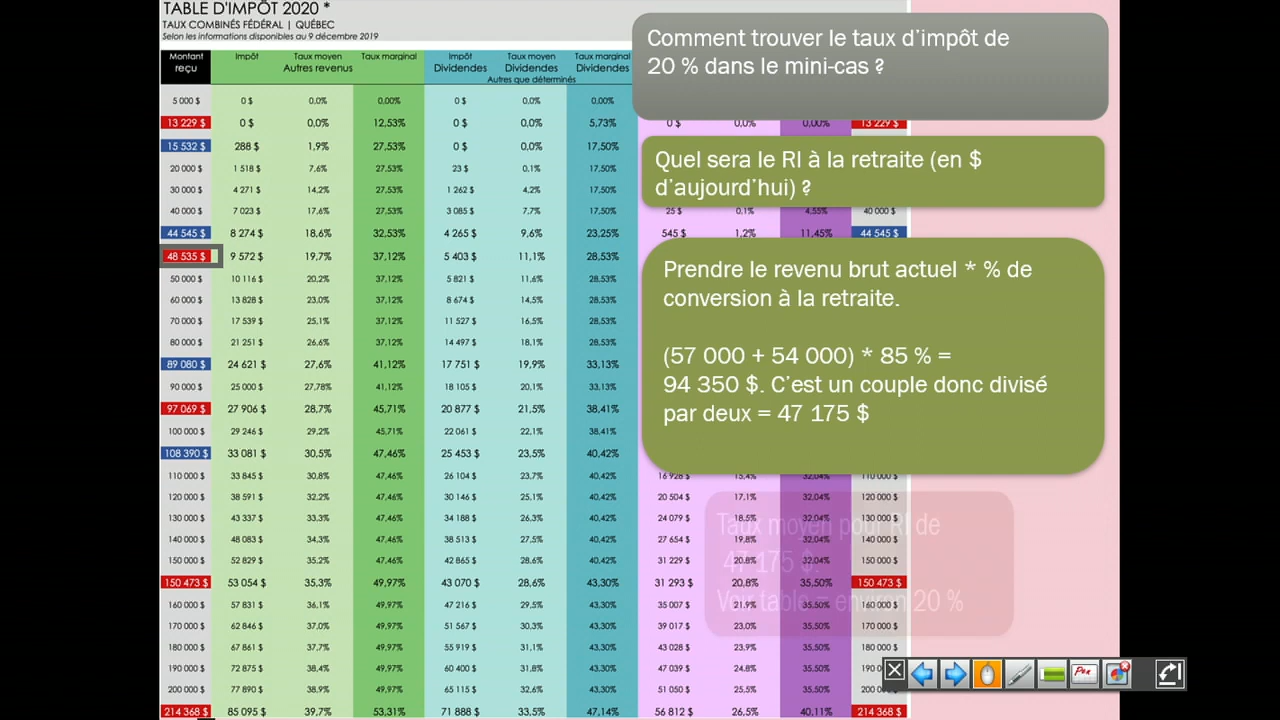 TABLE D'IMPÔT 2020 *
TAUX COMBINÉS FÉDÉRAL | QUÉBEC
Selon les informations disponibles au 9 décembre 2019
Montant reçu Impôt Taux moyen Autres revenus Taux marginal Impôt Dividendes Taux moyen Dividendes Autres que déterminés Taux marginal Dividendes
5 000 $ 0 $ 0,0% 0,00% 0 $ 0,0% 0,00%
13 229 $ 0 $ 0,0% 12,53% 0 $ 0,0% 5,73% 0 $ 0,0% 0,00% 13 229 $
15 532 $ 288 $ 1,9% 27,53% 0 $ 0,0% 17,50%
20 000 $ 1 518 $ 7,6% 27,53% 23 $ 0,1% 17,50%
30 000 $ 4 271 $ 14,2% 27,53% 1 262 $ 4,2% 17,50%
40 000 $ 7 023 $ 17,6% 27,53% 3 085 $ 7,7% 17,50% 25 $ 0,1% 4,55% 40 000 $
44 545 $ 8 274 $ 18,6% 32,53% 4 265 $ 9,6% 23,25% 545 $ 1,2% 11,45% 44 545 $
48 535 $ 9 572 $ 19,7% 37,12% 5 403 $ 11,1% 28,53%
50 000 $ 10 116 $ 20,2% 37,12% 5 821 $ 11,6% 28,53%
60 000 $ 13 828 $ 23,0% 37,12% 8 674 $ 14,5% 28,53%
70 000 $ 17 539 $ 25,1% 37,12% 11 527 $ 16,5% 28,53%
80 000 $ 21 251 $ 26,6% 37,12% 14 497 $ 18,1% 28,53%
89 080 $ 24 621 $ 27,6% 41,12% 17 751 $ 19,9% 33,13%
90 000 $ 25 000 $ 27,78% 41,12% 18 105 $ 20,1% 33,13%
97 069 $ 27 906 $ 28,7% 45,71% 20 877 $ 21,5% 38,41%
100 000 $ 29 246 $ 29,2% 45,71% 22 061 $ 22,1% 38,41%
108 390 $ 33 081 $ 30,5% 47,46% 25 453 $ 23,5% 40,42%
110 000 $ 33 845 $ 30,8% 47,46% 26 104 $ 23,7% 40,42% 16 928 $ 15,4% 32,04% 110 000 $
120 000 $ 38 591 $ 32,2% 47,46% 30 146 $ 25,1% 40,42% 20 504 $ 17,1% 32,04% 120 000 $
130 000 $ 43 337 $ 33,3% 47,46% 34 188 $ 26,3% 40,42% 24 079 $ 18,5% 32,04% 130 000 $
140 000 $ 48 083 $ 34,3% 47,46% 38 513 $ 27,5% 40,42% 27 654 $ 19,8% 32,04% 140 000 $
150 000 $ 52 829 $ 35,2% 47,46% 42 865 $ 28,6% 40,42% 31 229 $ 20,8% 32,04% 150 000 $
150 473 $ 53 054 $ 35,3% 49,97% 43 070 $ 28,6% 43,30% 31 293 $ 20,8% 35,50% 150 473 $
160 000 $ 57 831 $ 36,1% 49,97% 47 216 $ 29,5% 43,30% 35 007 $ 21,9% 35,50% 160 000 $
170 000 $ 62 846 $ 37,0% 49,97% 51 567 $ 30,3% 43,30% 39 017 $ 23,0% 35,50% 170 000 $
180 000 $ 67 861 $ 37,7% 49,97% 55 919 $ 31,1% 43,30% 43 028 $ 23,9% 35,50% 180 000 $
190 000 $ 72 875 $ 38,4% 49,97% 60 400 $ 31,8% 43,30% 47 039 $ 24,8% 35,50%
200 000 $ 77 890 $ 38,9% 49,97% 65 115 $ 32,6% 43,30% 51 050 $ 25,5% 35,50%
214 368 $ 85 095 $ 39,7% 53,31% 71 888 $ 33,5% 47,14% 56 812 $ 26,5% 40,11% 214 368 $
Comment trouver le taux d'impôt de
20 % dans le mini-cas ?
Quel sera le RI à la retraite (en $
d'aujourd'hui) ?
Prendre le revenu brut actuel * % de
conversion à la retraite.
(57 000 + 54 000) * 85 % =
94 350 $. C'est un couple donc divisé
par deux = 47 175 $
Taux moyen pour RI de
47 175 $.
Voir table = environ 20 %
Pen